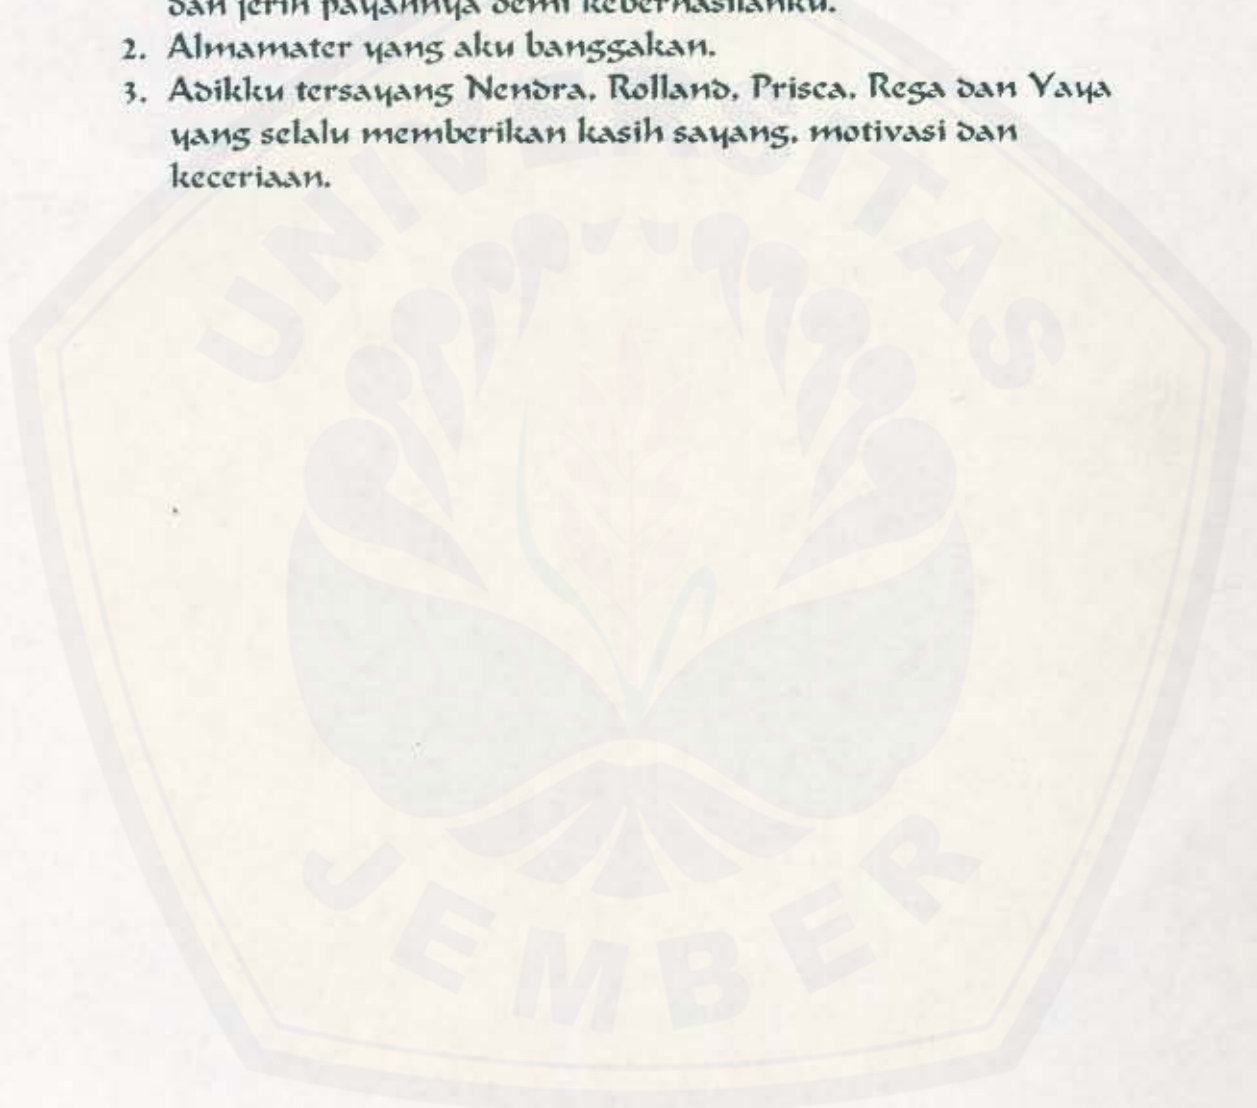 dan jerih payahnya demi keberhasilanku.
2. Almamater yang aku banggakan.
3. Adikku tersayang Nendra, Rolland, Prisca, Rega dan Yaya
yang selalu memberikan kasih sayang, motivasi dan
keceriaan.
UNIVERSITAS
JEMBER